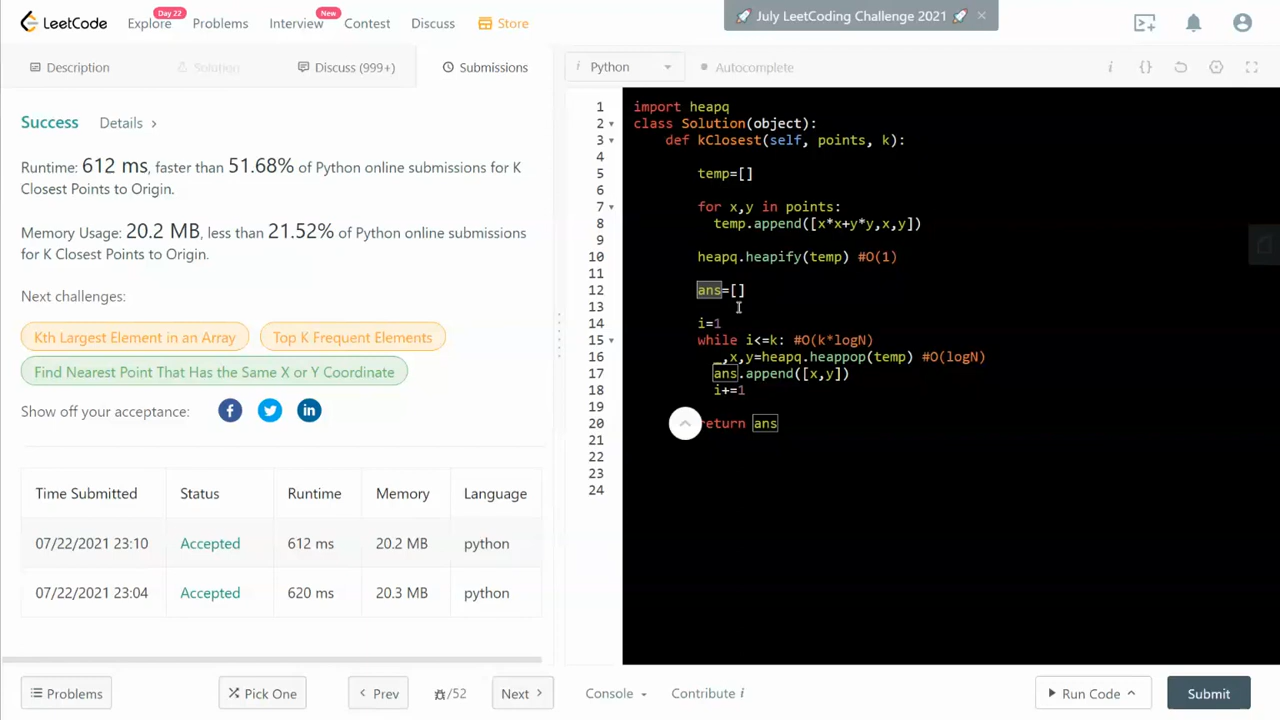 LeetCode
Explore
Day 22
Problems
Interview
New
Contest
Discuss
Store
🚀 July LeetCoding Challenge 2021 🚀 ×
Description
Solution
Discuss (999+)
Submissions
i Python
Autocomplete
i {}
Success Details >
Runtime: 612 ms, faster than 51.68% of Python online submissions for K
Closest Points to Origin.
Memory Usage: 20.2 MB, less than 21.52% of Python online submissions
for K Closest Points to Origin.
Next challenges:
Kth Largest Element in an Array
Top K Frequent Elements
Find Nearest Point That Has the Same X or Y Coordinate
Show off your acceptance:
Time Submitted Status Runtime Memory Language
07/22/2021 23:10 Accepted 612 ms 20.2 MB python
07/22/2021 23:04 Accepted 620 ms 20.3 MB python
1 import heapq
2 class Solution(object):
3 def kClosest(self, points, k):
4
5 temp=[]
6
7 for x,y in points:
8 temp.append([x*x+y*y,x,y])
9
10 heapq.heapify(temp) #O(1)
11
12 ans=[]
13
14 i=1
15 while i<=k: #O(k*logN)
16 _,x,y=heapq.heappop(temp) #O(logN)
17 ans.append([x,y])
18 i+=1
19
20 return ans
21
22
23
24
Problems
Pick One
< Prev
/52
Next >
Console
Contribute i
Run Code
Submit